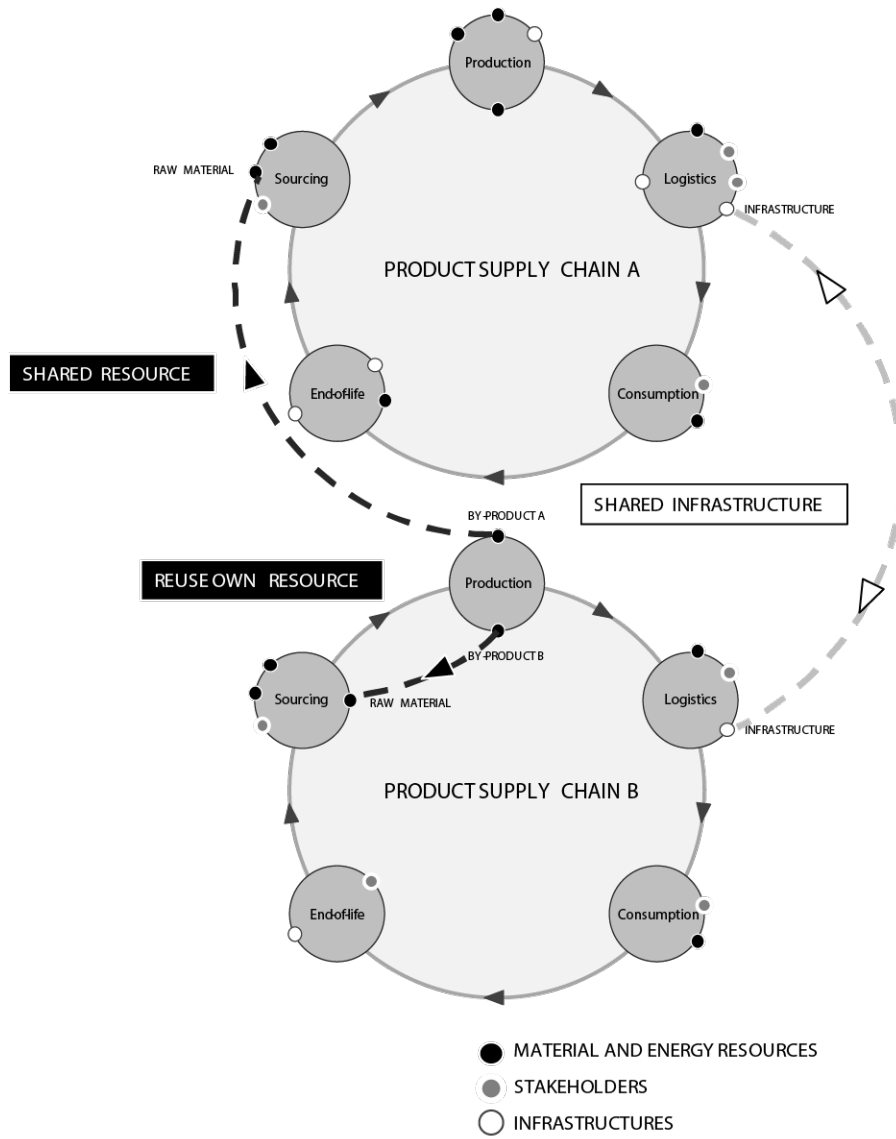 Production
RAW MATERIAL
Sourcing
Logistics
INFRASTRUCTURE
PRODUCT SUPPLY CHAIN A
SHARED RESOURCE
End-of-life
Consumption
SHARED INFRASTRUCTURE
BY-PRODUCT A
REUSE OWN RESOURCE
Production
BY-PRODUCT B
Sourcing
RAW MATERIAL
Logistics
INFRASTRUCTURE
PRODUCT SUPPLY CHAIN B
End-of-life
Consumption
MATERIAL AND ENERGY RESOURCES
STAKEHOLDERS
INFRASTRUCTURES